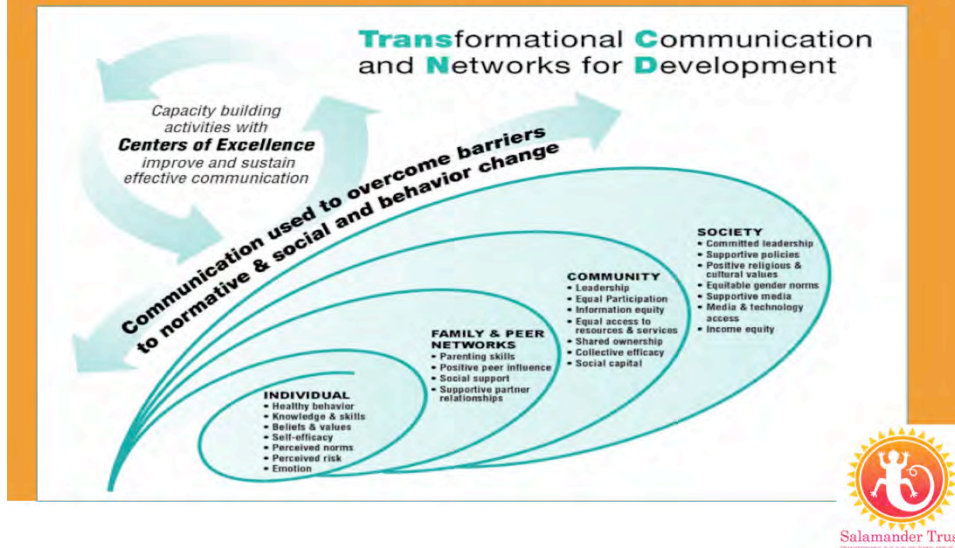 Transformational Communication
and Networks for Development
Capacity building
activities with
Centers of Excellence
improve and sustain
effective communication
Communication used to overcome barriers
to normative & social and behavior change
INDIVIDUAL
• Healthy behavior
• Knowledge & skills
• Beliefs & values
• Self-efficacy
• Perceived norms
• Perceived risk
• Emotion
FAMILY & PEER
NETWORKS
• Parenting skills
• Positive peer influence
• Social support
• Supportive partner
relationships
COMMUNITY
• Leadership
• Equal Participation
• Information equity
• Equal access to
resources & services
• Shared ownership
• Collective efficacy
• Social capital
SOCIETY
• Committed leadership
• Supportive policies
• Positive religious &
cultural values
• Equitable gender norms
• Supportive media
• Media & technology
access
• Income equity
Salamander Trus